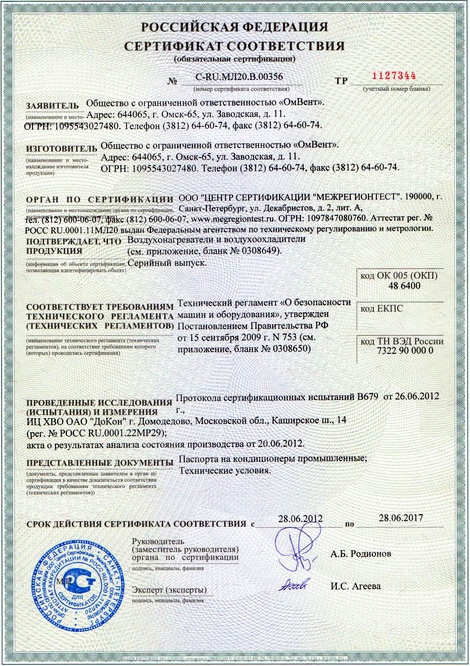 РОССИЙСКАЯ ФЕДЕРАЦИЯ
СЕРТИФИКАТ СООТВЕТСТВИЯ
(обязательная сертификация)
№ C-RU.МЛ20.В.00356 ТР 1127344
(номер сертификата соответствия) (учетный номер бланка)
ЗАЯВИТЕЛЬ Общество с ограниченной ответственностью «ОмВент».
(наименование и место-
нахождение заявителя) Адрес: 644065, г. Омск-65, ул. Заводская, д. 11.
ОГРН: 1095543027480. Телефон (3812) 64-60-74, факс (3812) 64-60-74.
ИЗГОТОВИТЕЛЬ Общество с ограниченной ответственностью «ОмВент».
(наименование и место-
нахождение изготовителя) Адрес: 644065, г. Омск-65, ул. Заводская, д. 11.
ОГРН: 1095543027480. Телефон (3812) 64-60-74, факс (3812) 64-60-74.
ОРГАН ПО СЕРТИФИКАЦИИ ООО "ЦЕНТР СЕРТИФИКАЦИИ "МЕЖРЕГИОНТЕСТ". 190000, г.
Санкт-Петербург, ул. Декабристов, д. 2, лит. А,
тел. (812) 600-06-07, факс (812) 600-06-07, www.megregiontest.ru. ОГРН: 1097847080760. Аттестат рег. №
РОСС RU.0001.11МЛ20 выдан Федеральным агентством по техническому регулированию и метрологии.
ПОДТВЕРЖДАЕТ, ЧТО Воздухонагреватели и воздухоохладители
ПРОДУКЦИЯ (см. приложение, бланк № 0308649).
(информация об объекте сертификации,
позволяющая идентифицировать объект) Серийный выпуск.
код ОК 005 (ОКП)
48 6400
СООТВЕТСТВУЕТ ТРЕБОВАНИЯМ Технический регламент «О безопасности
ТЕХНИЧЕСКОГО РЕГЛАМЕНТА машин и оборудования», утвержден
(ТЕХНИЧЕСКИХ РЕГЛАМЕНТОВ) Постановлением Правительства РФ
от 15 сентября 2009 г. N 753 (см.
приложение, бланк № 0308650)
(наименование технического регламента (технических
регламентов), на соответствие требованиям которого
(которых) проводилась сертификация)
код ЕКПС
код ТН ВЭД России
7322 90 000 0
ПРОВЕДЕННЫЕ ИССЛЕДОВАНИЯ Протокола сертификационных испытаний В679 от 26.06.2012
(ИСПЫТАНИЯ) И ИЗМЕРЕНИЯ г.,
ИЦ ХВО ОАО "ДоКон" г. Домодедово, Московской обл., Каширское ш., 14
(рег. № РОСС RU.0001.22МР29);
акта о результатах анализа состояния производства от 20.06.2012.
ПРЕДСТАВЛЕННЫЕ ДОКУМЕНТЫ Паспорта на кондиционеры промышленные;
Технические условия.
(документы, представленные заявителем в орган по
сертификации в качестве доказательств соответствия
продукции требованиям технического регламента
(технических регламентов))
СРОК ДЕЙСТВИЯ СЕРТИФИКАТА СООТВЕТСТВИЯ с 28.06.2012 по 28.06.2017
Руководитель
(заместитель руководителя)
органа по сертификации А.Б. Родионов
подпись, инициалы, фамилия
Эксперт (эксперты) И.С. Агеева
подпись, инициалы, фамилия